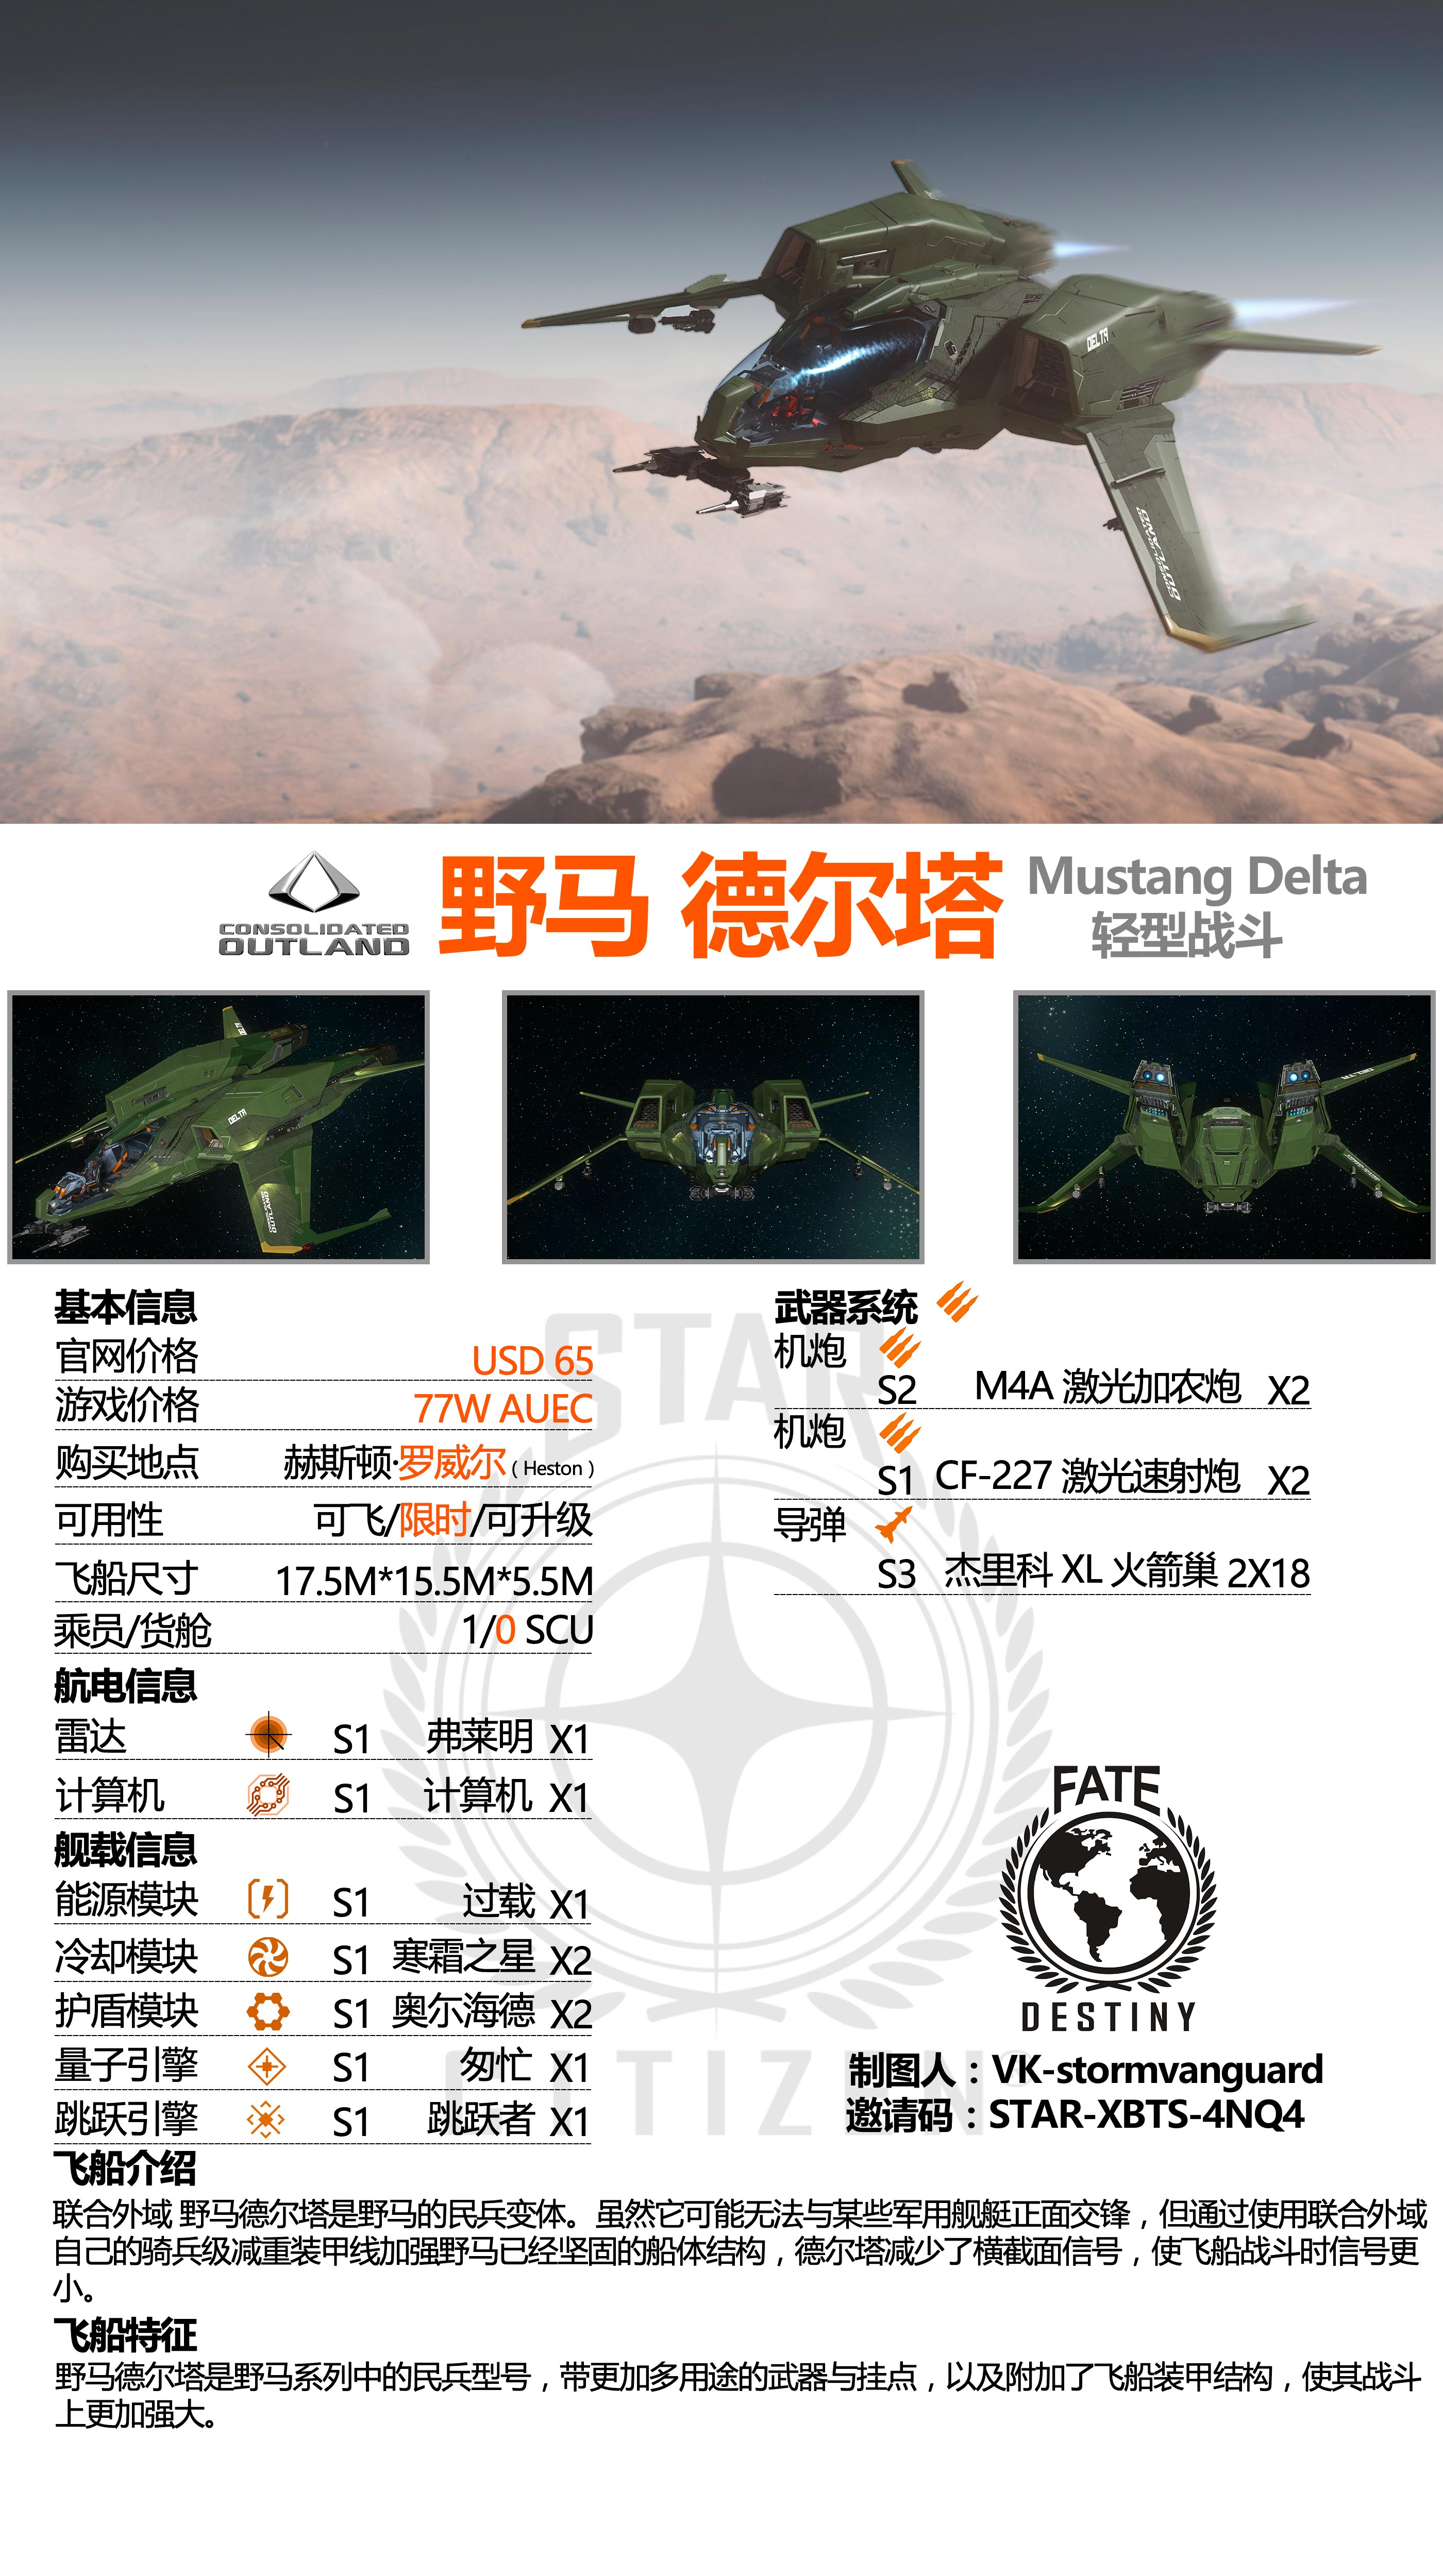 DELTA
CONSOLIDATED
OUTLAND
CONSOLIDATED
OUTLAND
野马 德尔塔
Mustang Delta
轻型战斗
DELTA
OUTLAND
基本信息
官网价格 USD 65
游戏价格 77W AUEC
购买地点 赫斯顿·罗威尔（Heston）
可用性 可飞/限时/可升级
飞船尺寸 17.5M*15.5M*5.5M
乘员/货舱 1/0 SCU
航电信息
雷达 S1 弗莱明 X1
计算机 S1 计算机 X1
舰载信息
能源模块 S1 过载 X1
冷却模块 S1 寒霜之星 X2
护盾模块 S1 奥尔海德 X2
量子引擎 S1 匆忙 X1
跳跃引擎 S1 跳跃者 X1
武器系统
机炮
S2 M4A 激光加农炮 X2
机炮
S1 CF-227 激光速射炮 X2
导弹
S3 杰里科 XL 火箭巢 2X18
STAR
CITIZEN
FATE
DESTINY
制图人：VK-stormvanguard
邀请码：STAR-XBTS-4NQ4
飞船介绍
联合外域 野马德尔塔是野马的民兵变体。虽然它可能无法与某些军用舰艇正面交锋，但通过使用联合外域
自己的骑兵级减重装甲线加强野马已经坚固的船体结构，德尔塔减少了横截面信号，使飞船战斗时信号更
小。
飞船特征
野马德尔塔是野马系列中的民兵型号，带更加多用途的武器与挂点，以及附加了飞船装甲结构，使其战斗
上更加强大。